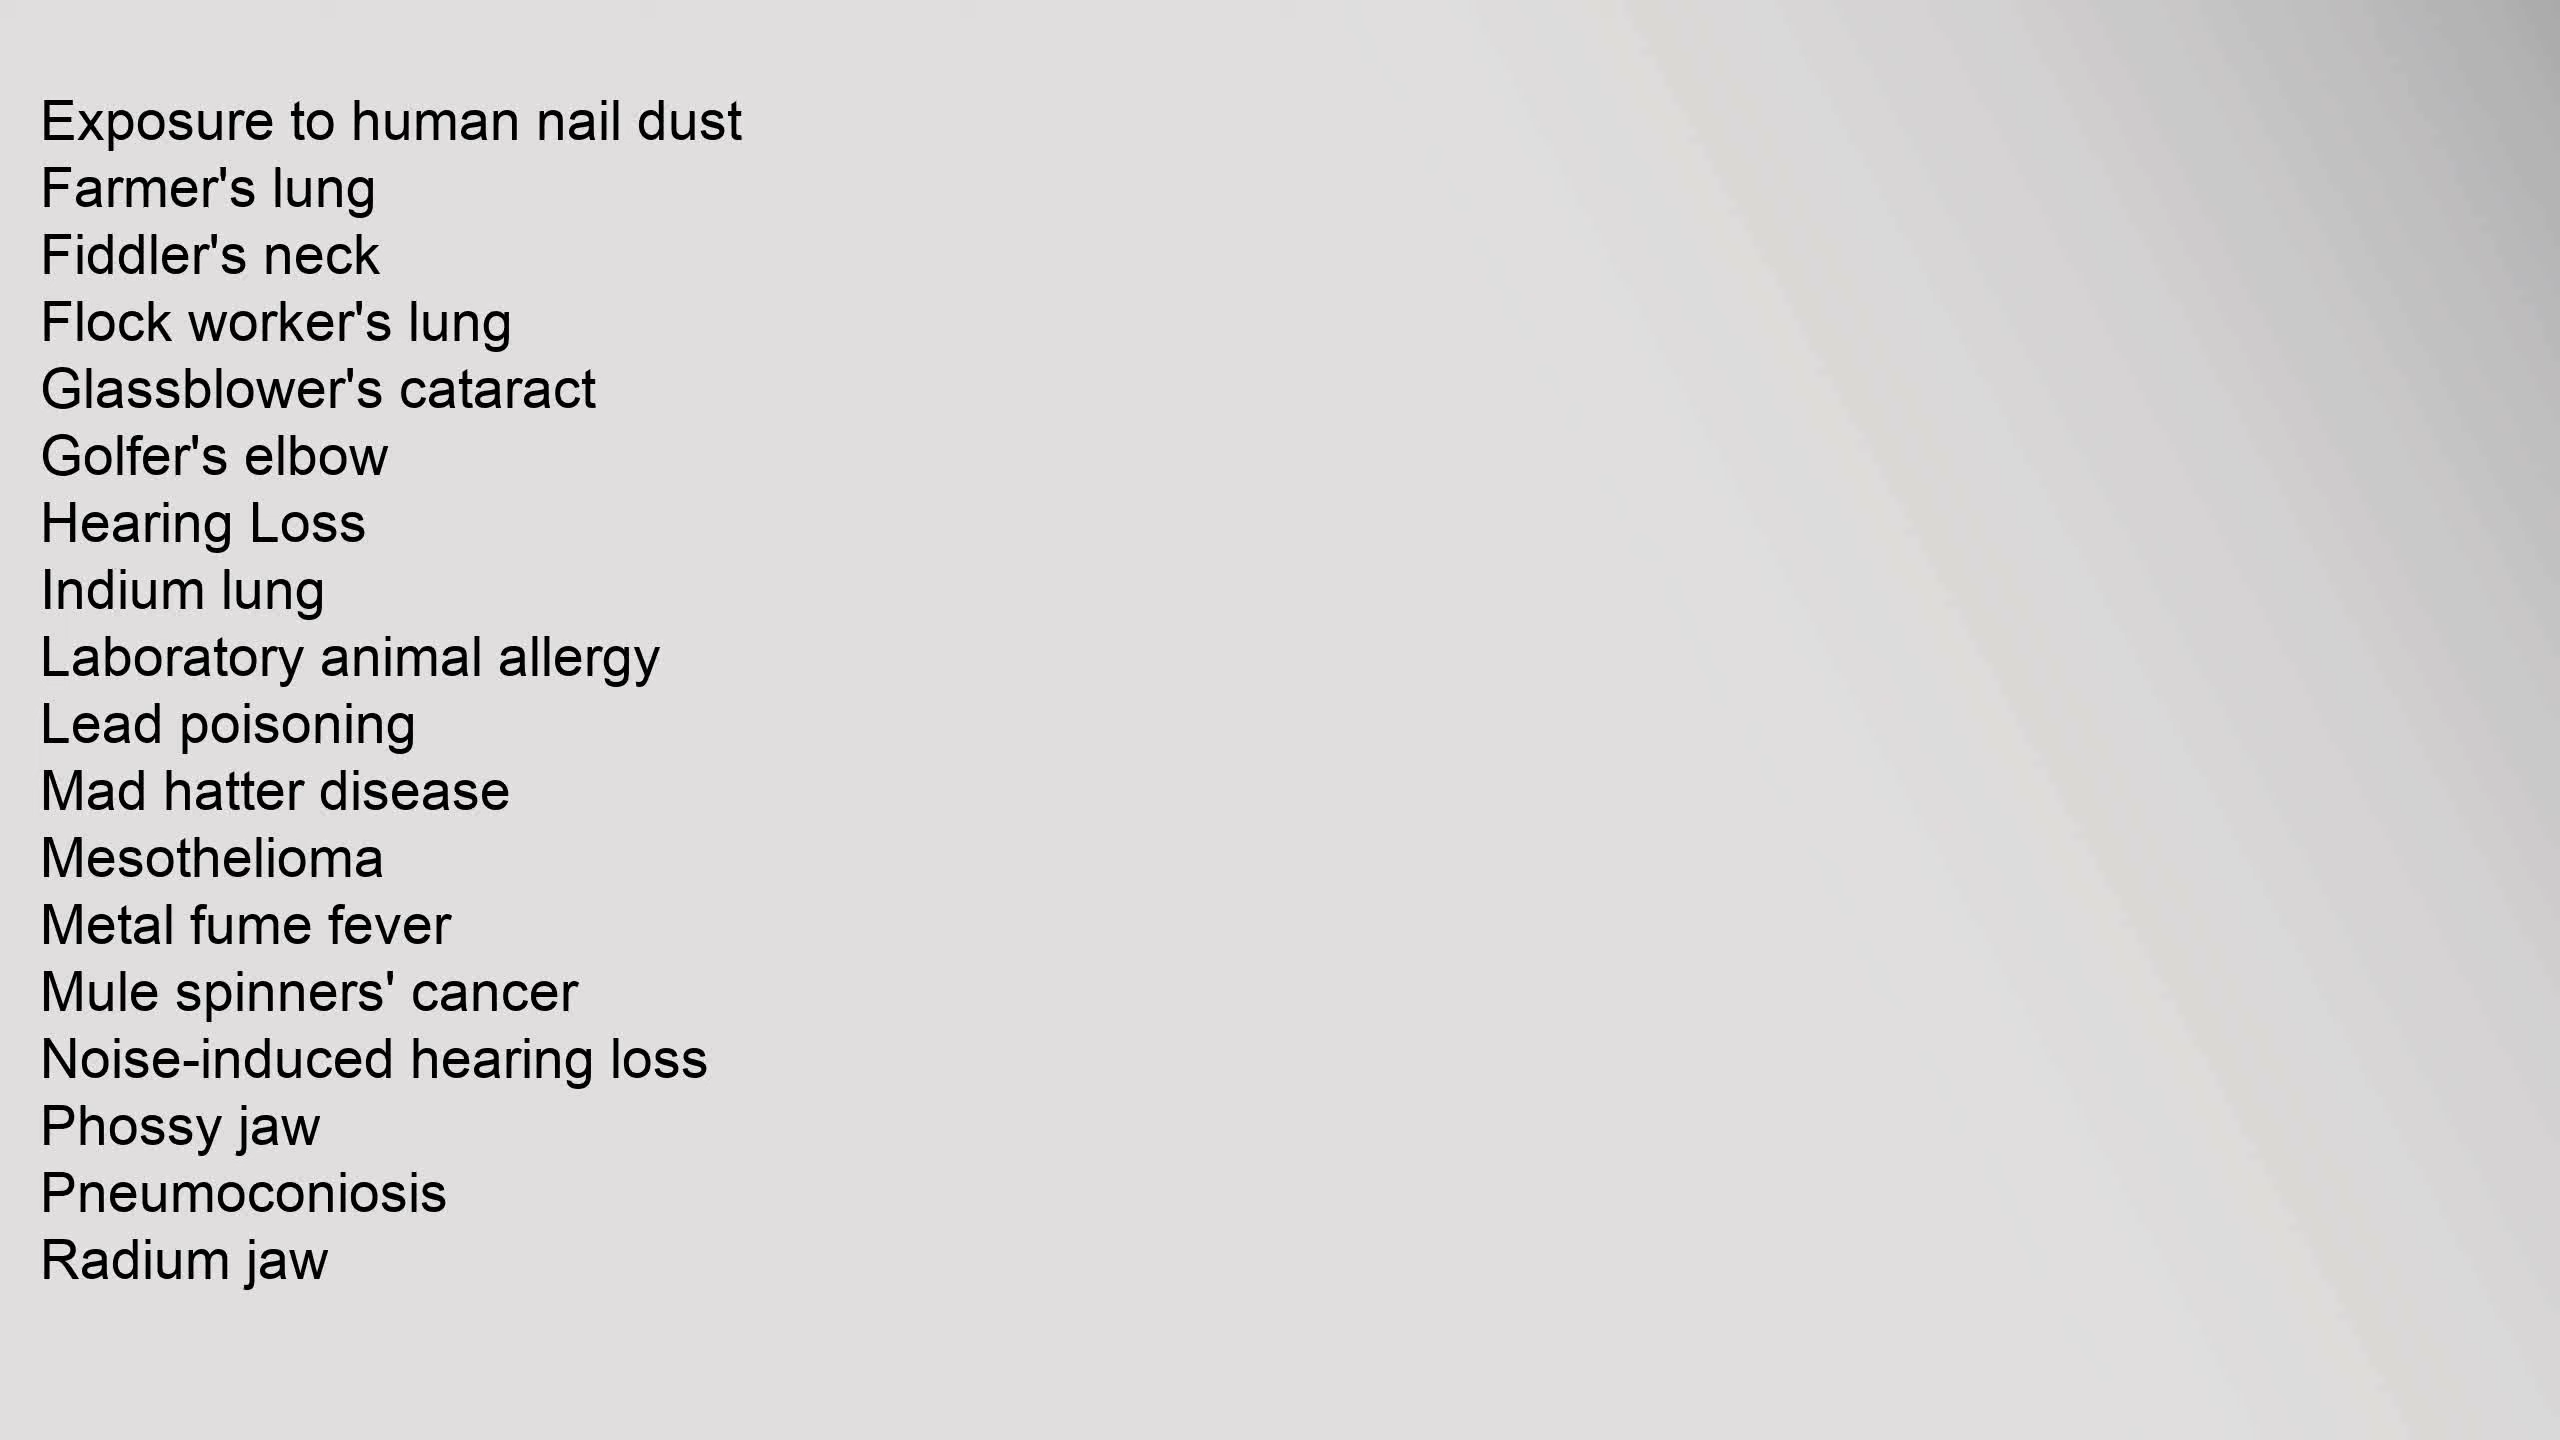 Exposure to human nail dust
Farmer's lung
Fiddler's neck
Flock worker's lung
Glassblower's cataract
Golfer's elbow
Hearing Loss
Indium lung
Laboratory animal allergy
Lead poisoning
Mad hatter disease
Mesothelioma
Metal fume fever
Mule spinners' cancer
Noise-induced hearing loss
Phossy jaw
Pneumoconiosis
Radium jaw